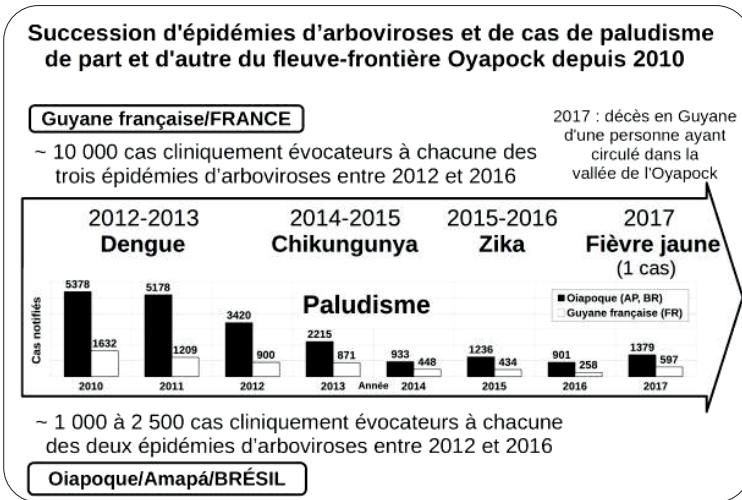 Succession d'épidémies d’arboviroses et de cas de paludisme
de part et d'autre du fleuve-frontière Oyapock depuis 2010
Guyane française/FRANCE
2017 : décès en Guyane
d'une personne ayant
circulé dans la
vallée de l'Oyapock
~ 10 000 cas cliniquement évocateurs à chacune des
trois épidémies d’arboviroses entre 2012 et 2016
2012-2013
Dengue
2014-2015
Chikungunya
2015-2016
Zika
2017
Fièvre jaune
(1 cas)
Paludisme
Oiapoque (AP, BR)
Guyane française (FR)
Cas notifiés
5378 1632 5178 1209 3420 900 2215 871 933 448 1236 434 901 258 1379 597
2010 2011 2012 2013 Année 2014 2015 2016 2017
~ 1 000 à 2 500 cas cliniquement évocateurs à chacune
des deux épidémies d’arboviroses entre 2012 et 2016
Oiapoque/Amapá/BRÉSIL